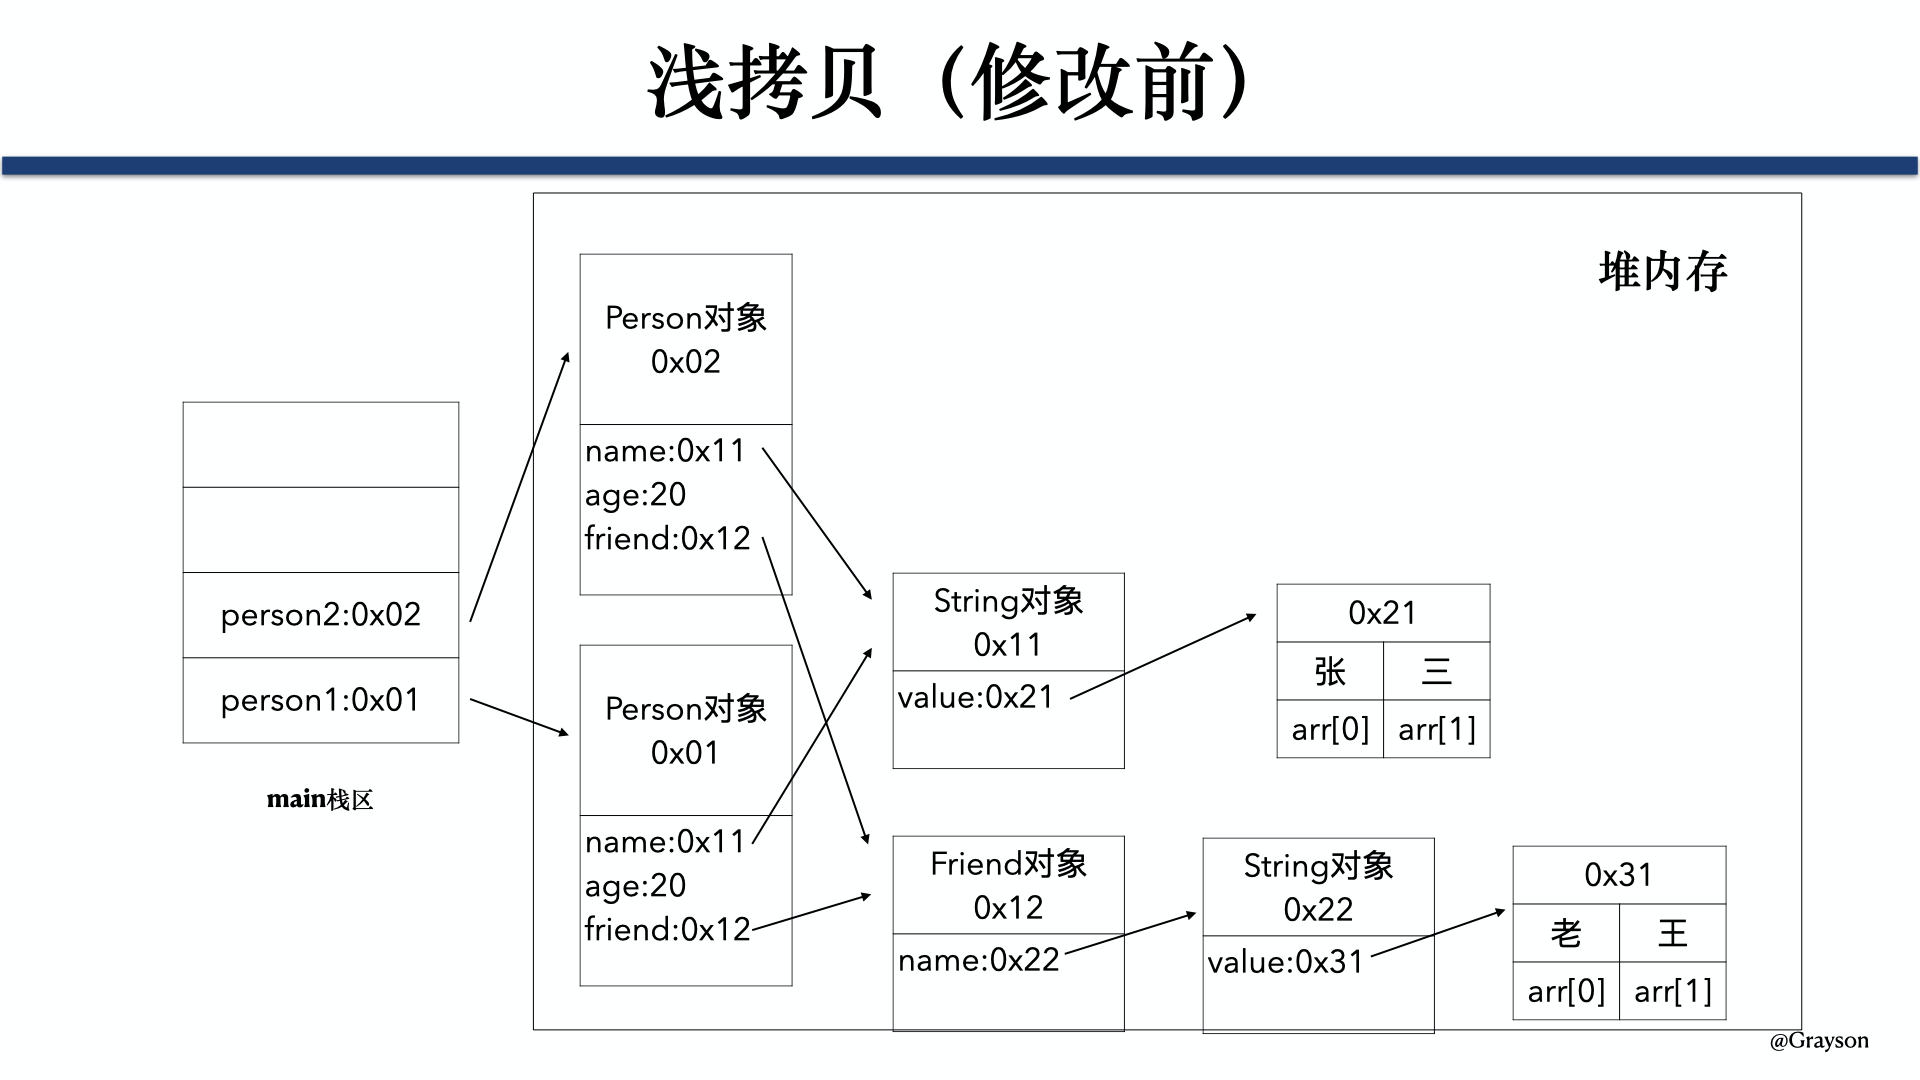 浅拷贝（修改前）
堆内存
Person对象
0x02
name:0x11
age:20
friend:0x12
person2:0x02
person1:0x01
main栈区
Person对象
0x01
name:0x11
age:20
friend:0x12
String对象
0x11
value:0x21
0x21
张 三
arr[0] arr[1]
Friend对象
0x12
name:0x22
String对象
0x22
value:0x31
0x31
老 王
arr[0] arr[1]
@Grayson